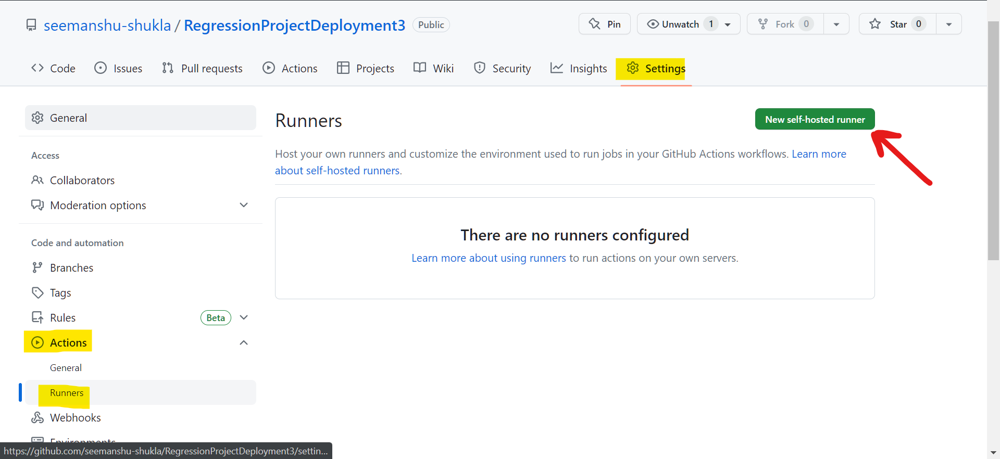 seemanshu-shukla / RegressionProjectDeployment3 Public
Pin Unwatch 1 Fork 0 Star 0
Code Issues Pull requests Actions Projects Wiki Security Insights Settings
General
Access
Collaborators
Moderation options
Code and automation
Branches
Tags
Rules Beta
Actions
General
Runners
Webhooks
Environments
Runners
New self-hosted runner
Host your own runners and customize the environment used to run jobs in your GitHub Actions workflows. Learn more
about self-hosted runners.
There are no runners configured
Learn more about using runners to run actions on your own servers.
https://github.com/seemanshu-shukla/RegressionProjectDeployment3/settin...